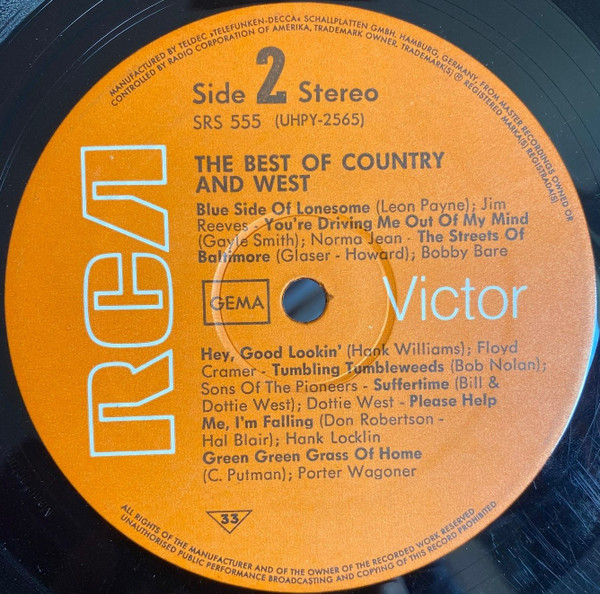 MANUFACTURED BY TELDEC »TELEFUNKEN-DECCA« SCHALLPLATTEN GMBH, HAMBURG, GERMANY, FROM MASTER RECORDINGS OWNED OR
CONTROLLED BY RADIO CORPORATION OF AMERIKA, TRADEMARK OWNER. TRADEMARK(S) ® REGISTERED MARKA(S) REGISTRADA(S)
Side 2 Stereo
SRS 555 (UHPY-2565)
THE BEST OF COUNTRY
AND WEST
Blue Side Of Lonesome (Leon Payne); Jim
Reeves - You're Driving Me Out Of My Mind
(Gayle Smith); Norma Jean - The Streets Of
Baltimore (Glaser - Howard); Bobby Bare
RCA
GEMA
Victor
Hey, Good Lookin' (Hank Williams); Floyd
Cramer - Tumbling Tumbleweeds (Bob Nolan);
Sons Of The Pioneers - Suffertime (Bill &
Dottie West); Dottie West - Please Help
Me, I'm Falling (Don Robertson -
Hal Blair); Hank Locklin
Green Green Grass Of Home
(C. Putman); Porter Wagoner
33
ALL RIGHTS OF THE MANUFACTURER AND OF THE OWNER OF THE RECORDED WORK RESERVED
UNAUTHORISED PUBLIC PERFORMANCE BROADCASTING AND COPYING OF THIS RECORD PROHIBITED